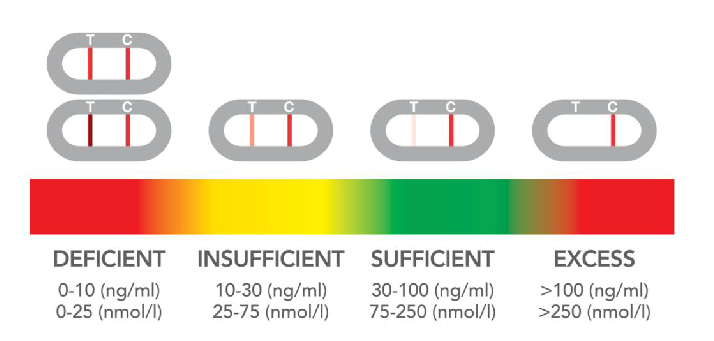 T C
T C
T C
T C
T C
DEFICIENT
0-10 (ng/ml)
0-25 (nmol/l)
INSUFFICIENT
10-30 (ng/ml)
25-75 (nmol/l)
SUFFICIENT
30-100 (ng/ml)
75-250 (nmol/l)
EXCESS
>100 (ng/ml)
>250 (nmol/l)